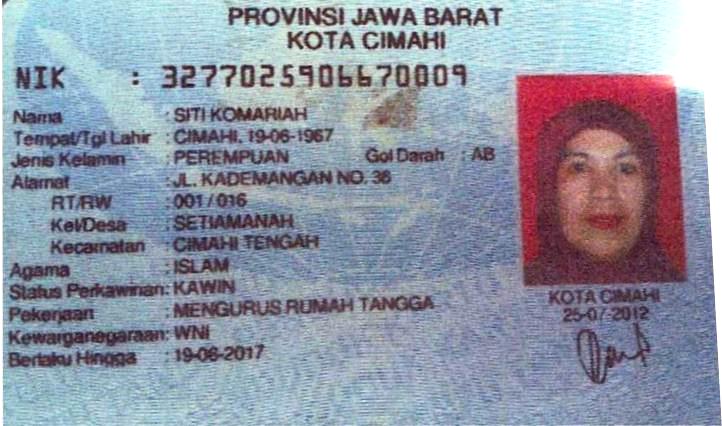 PROVINSI JAWA BARAT
KOTA CIMAHI
NIK : 3277025906670009
Nama : SITI KOMARIAH
Tempat/Tgl Lahir : CIMAHI, 19-06-1967
Jenis Kelamin : PEREMPUAN Gol Darah : AB
Alamat : JL. KADEMANGAN NO. 36
RT/RW : 001 / 016
Kel/Desa : SETIAMANAH
Kecamatan : CIMAHI TENGAH
Agama : ISLAM
Status Perkawinan: KAWIN
Pekerjaan : MENGURUS RUMAH TANGGA
Kewarganegaraan: WNI
Berlaku Hingga : 19-06-2017
KOTA CIMAHI
25-07-2012